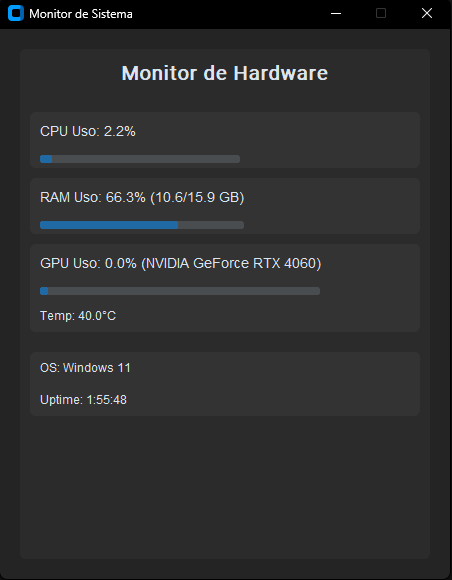 Monitor de Sistema
Monitor de Hardware
CPU Uso: 2.2%
RAM Uso: 66.3% (10.6/15.9 GB)
GPU Uso: 0.0% (NVIDIA GeForce RTX 4060)
Temp: 40.0°C
OS: Windows 11
Uptime: 1:55:48